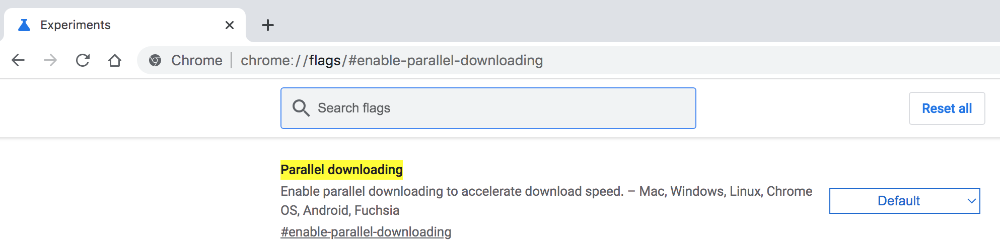 Experiments
Chrome chrome://flags/#enable-parallel-downloading
Search flags
Reset all
Parallel downloading
Enable parallel downloading to accelerate download speed. – Mac, Windows, Linux, Chrome
OS, Android, Fuchsia
Default
#enable-parallel-downloading